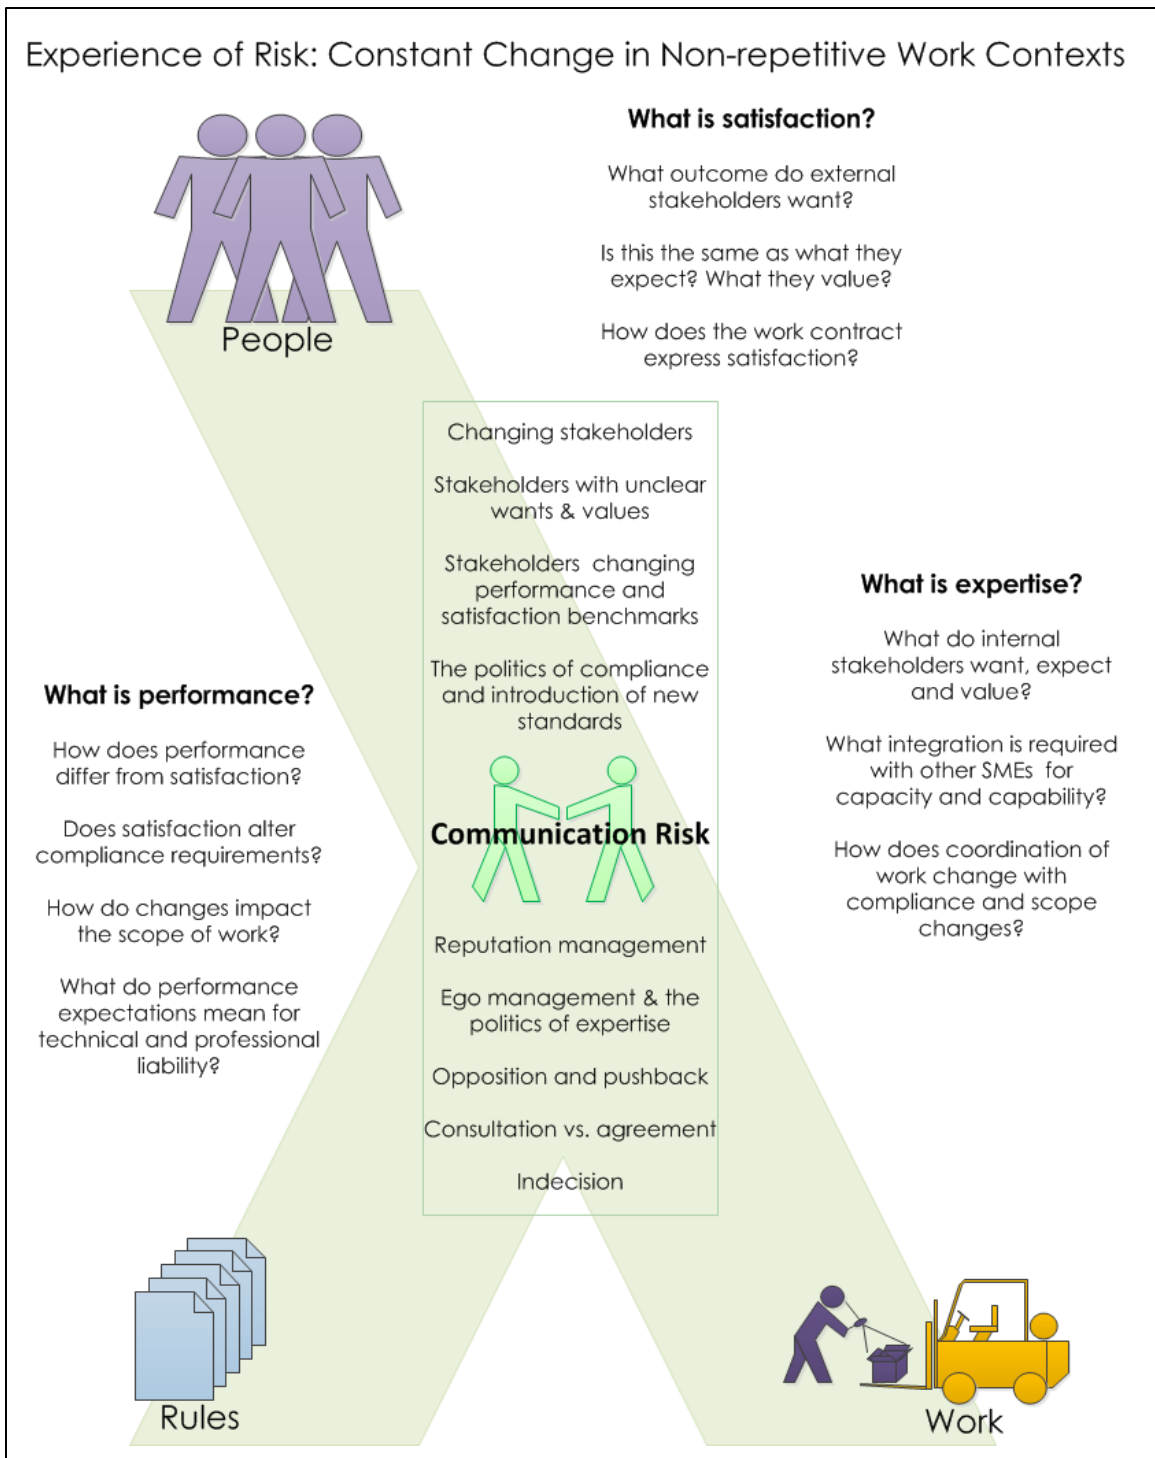 Experience of Risk: Constant Change in Non-repetitive Work Contexts
People
What is satisfaction?
What outcome do external
stakeholders want?
Is this the same as what they
expect? What they value?
How does the work contract
express satisfaction?
Changing stakeholders
Stakeholders with unclear
wants & values
Stakeholders changing
performance and
satisfaction benchmarks
The politics of compliance
and introduction of new
standards
Communication Risk
Reputation management
Ego management & the
politics of expertise
Opposition and pushback
Consultation vs. agreement
Indecision
What is performance?
How does performance
differ from satisfaction?
Does satisfaction alter
compliance requirements?
How do changes impact
the scope of work?
What do performance
expectations mean for
technical and professional
liability?
What is expertise?
What do internal
stakeholders want, expect
and value?
What integration is required
with other SMEs for
capacity and capability?
How does coordination of
work change with
compliance and scope
changes?
Rules
Work